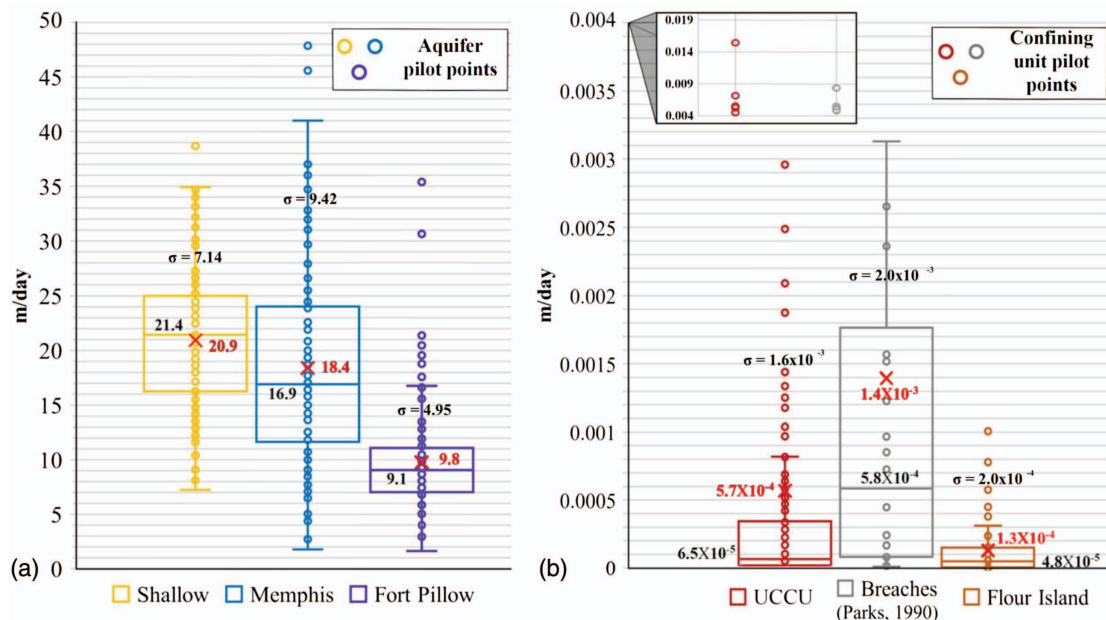 50
45
40
35
30
25
20
15
10
5
0
m/day
Aquifer
pilot points
σ = 7.14
21.4
20.9
σ = 9.42
18.4
16.9
σ = 4.95
9.8
9.1
(a)
Shallow
Memphis
Fort Pillow
0.004
0.0035
0.003
0.0025
0.002
0.0015
0.001
0.0005
0
m/day
0.019
0.014
0.009
0.004
Confining
unit pilot
points
σ = 1.6x10 -3
5.7X10-4
6.5X10-5
σ = 2.0x10 -3
1.4X10-3
5.8X10-4
σ = 2.0x10 -4
1.3X10-4
4.8X10-5
(b)
UCCU
Breaches
(Parks, 1990)
Flour Island